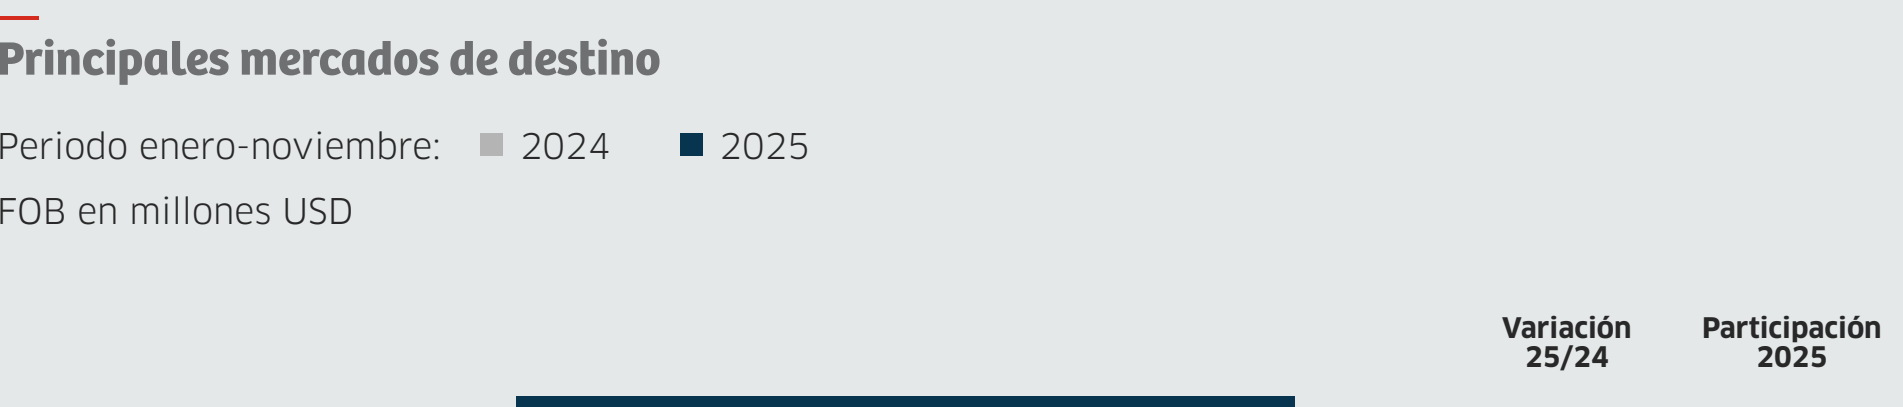 Principales mercados de destino
Periodo enero-noviembre: 2024 2025
FOB en millones USD
Variación 25/24
Participación 2025